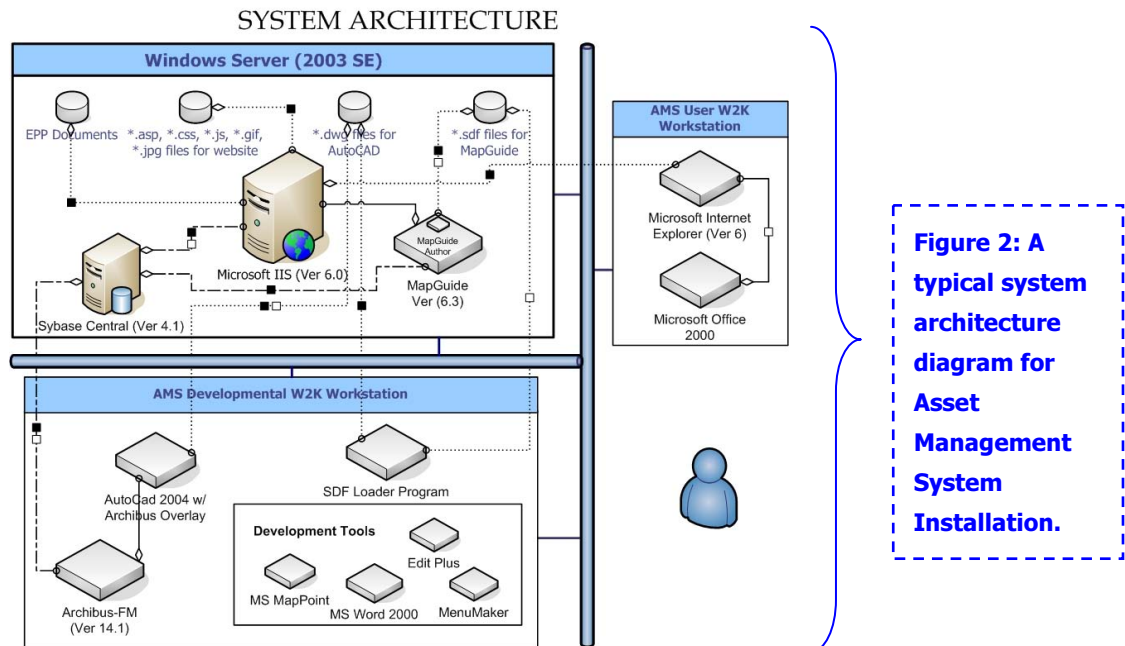 SYSTEM ARCHITECTURE
Windows Server (2003 SE)
EPP Documents
*.asp, *.css, *.js, *.gif,
*.jpg files for website
*.dwg files for
AutoCAD
*.sdf files for
MapGuide
Microsoft IIS (Ver 6.0)
MapGuide
Author
MapGuide
Ver (6.3)
Sybase Central (Ver 4.1)
AMS User W2K
Workstation
Microsoft Internet
Explorer (Ver 6)
Microsoft Office
2000
AMS Developmental W2K Workstation
AutoCad 2004 w/
Archibus Overlay
SDF Loader Program
Archibus-FM
(Ver 14.1)
Development Tools
Edit Plus
MS MapPoint
MS Word 2000
MenuMaker
Figure 2: A
typical system
architecture
diagram for
Asset
Management
System
Installation.